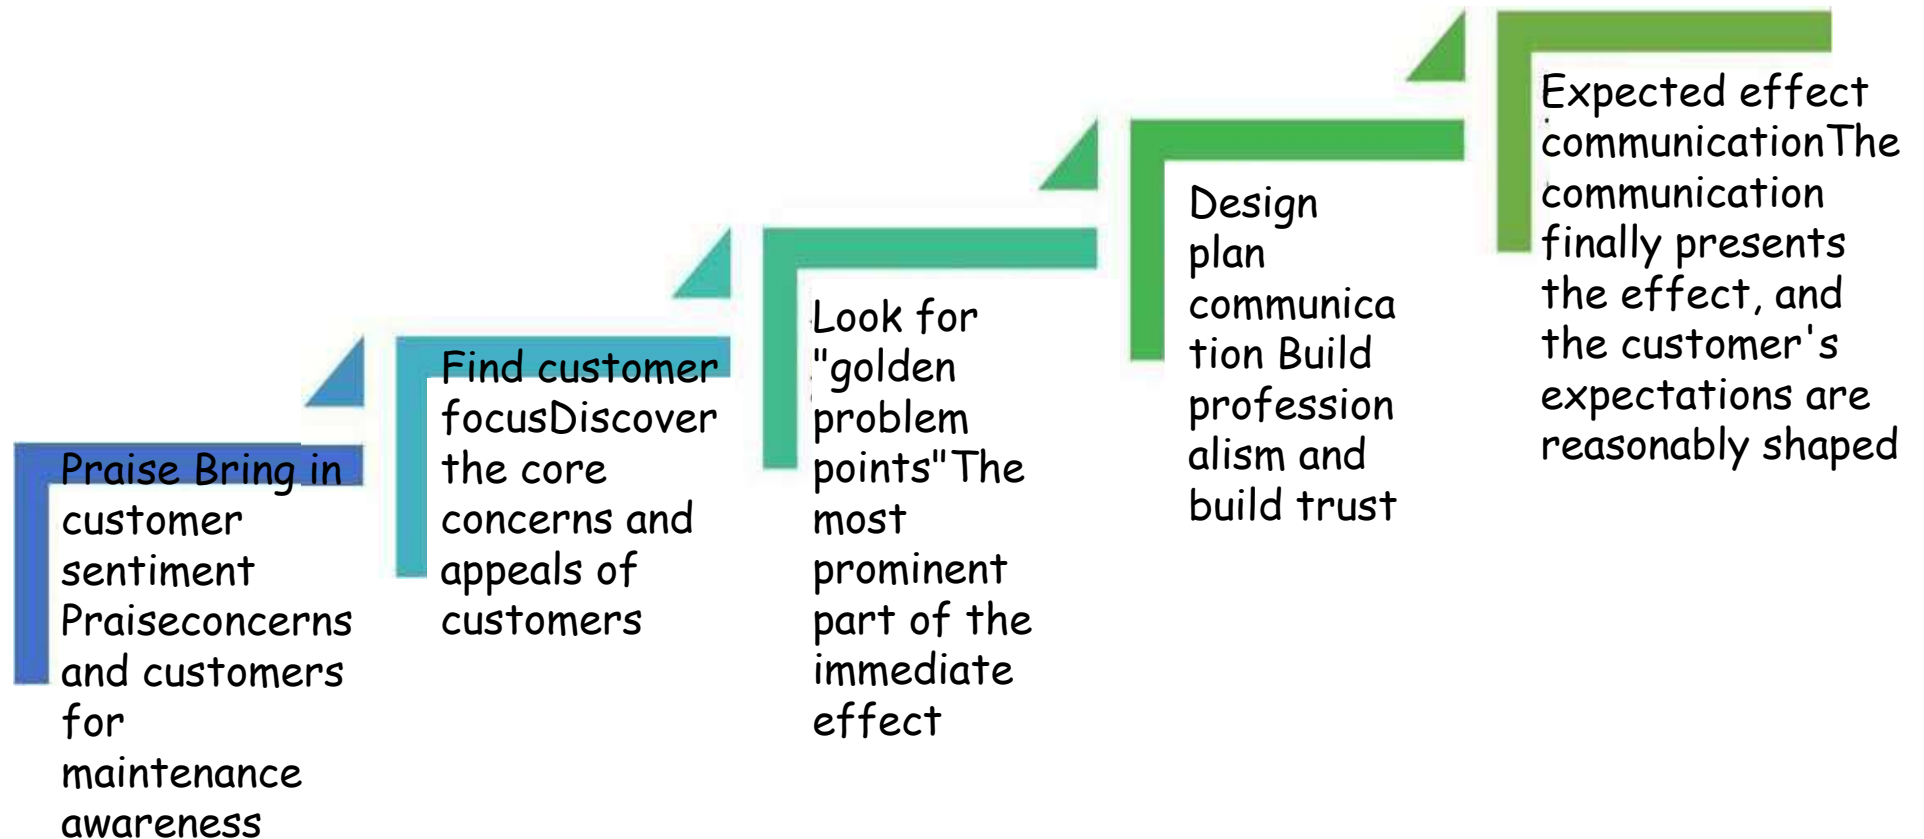 Praise Bring in
customer
sentiment
Praiseconcerns
and customers
for
maintenance
awareness
Find customer
focusDiscover
the core
concerns and
appeals of
customers
Look for
"golden
problem
points"The
most
prominent
part of the
immediate
effect
Design
plan
communica
tion Build
profession
alism and
build trust
Expected effect
communicationThe
communication
finally presents
the effect, and
the customer's
expectations are
reasonably shaped